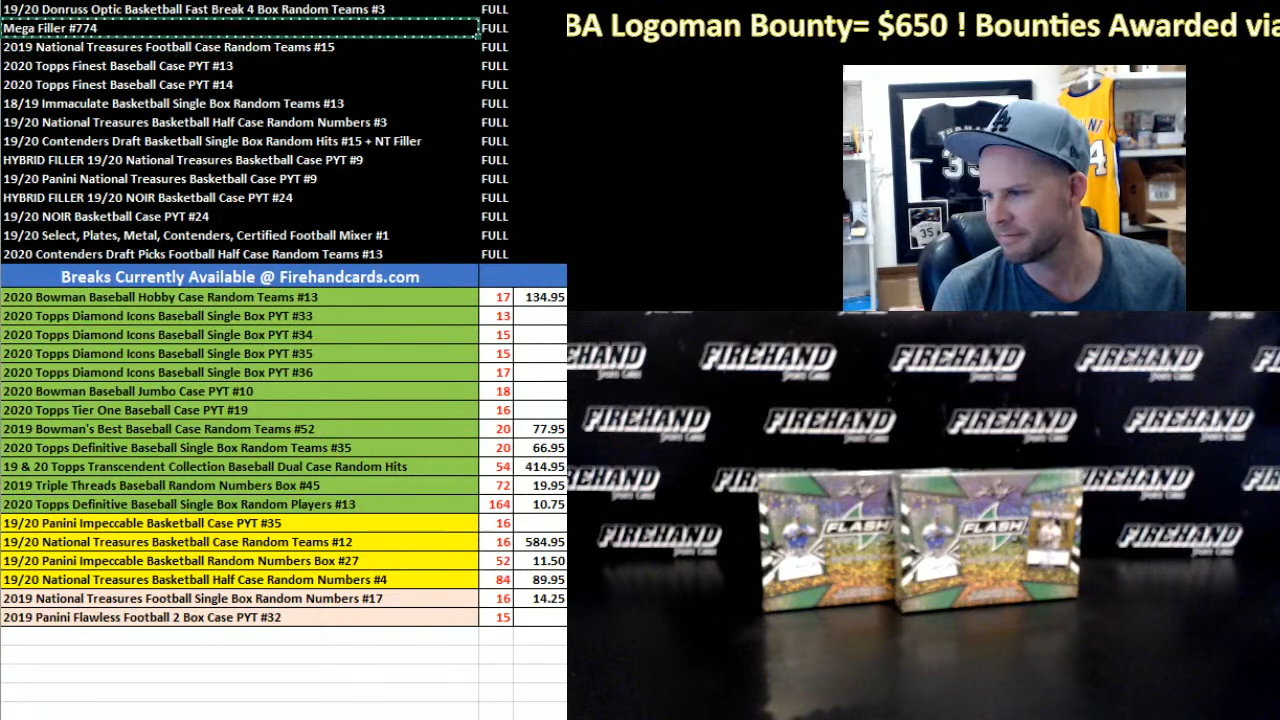 19/20 Donruss Optic Basketball Fast Break 4 Box Random Teams #3 FULL
Mega Filler #774 FULL
2019 National Treasures Football Case Random Teams #15 FULL
2020 Topps Finest Baseball Case PYT #13 FULL
2020 Topps Finest Baseball Case PYT #14 FULL
18/19 Immaculate Basketball Single Box Random Teams #13 FULL
19/20 National Treasures Basketball Half Case Random Numbers #3 FULL
19/20 Contenders Draft Basketball Single Box Random Hits #15 + NT Filler FULL
HYBRID FILLER 19/20 National Treasures Basketball Case PYT #9 FULL
19/20 Panini National Treasures Basketball Case PYT #9 FULL
HYBRID FILLER 19/20 NOIR Basketball Case PYT #24 FULL
19/20 NOIR Basketball Case PYT #24 FULL
19/20 Select, Plates, Metal, Contenders, Certified Football Mixer #1 FULL
2020 Contenders Draft Picks Football Half Case Random Teams #13 FULL
Breaks Currently Available @ Firehandcards.com
2020 Bowman Baseball Hobby Case Random Teams #13 17 134.95
2020 Topps Diamond Icons Baseball Single Box PYT #33 13
2020 Topps Diamond Icons Baseball Single Box PYT #34 15
2020 Topps Diamond Icons Baseball Single Box PYT #35 15
2020 Topps Diamond Icons Baseball Single Box PYT #36 17
2020 Bowman Baseball Jumbo Case PYT #10 18
2020 Topps Tier One Baseball Case PYT #19 16
2019 Bowman's Best Baseball Case Random Teams #52 20 77.95
2020 Topps Definitive Baseball Single Box Random Teams #35 20 66.95
19 & 20 Topps Transcendent Collection Baseball Dual Case Random Hits 54 414.95
2019 Triple Threads Baseball Random Numbers Box #45 72 19.95
2020 Topps Definitive Baseball Single Box Random Players #13 164 10.75
19/20 Panini Impeccable Basketball Case PYT #35 16
19/20 National Treasures Basketball Case Random Teams #12 16 584.95
19/20 Panini Impeccable Basketball Random Numbers Box #27 52 11.50
19/20 National Treasures Basketball Half Case Random Numbers #4 84 89.95
2019 National Treasures Football Single Box Random Numbers #17 16 14.25
2019 Panini Flawless Football 2 Box Case PYT #32 15
BA Logoman Bounty= $650 ! Bounties Awarded via
35
FIREHAND FIREHAND FIREHAND
FIREHAND FIREHAND FIREHAND FIREHAND
FIREHAND
FIREHAND
FLASH FLASH